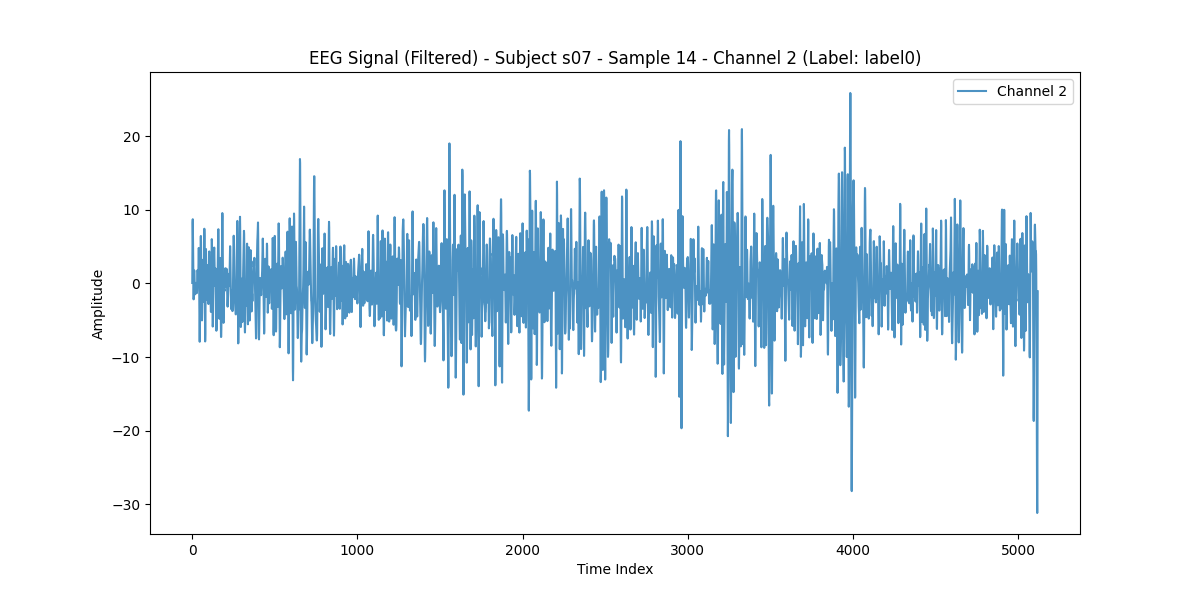 EEG Signal (Filtered) - Subject s07 - Sample 14 - Channel 2 (Label: label0)
Channel 2
Amplitude
20
10
0
−10
−20
−30
0 1000 2000 3000 4000 5000
Time Index